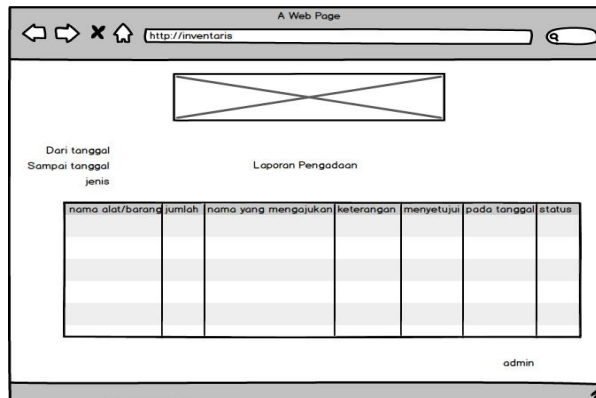 A Web Page
http://inventaris
Dari tanggal
Sampai tanggal
Laporan Pengadaan
jenis
nama alat/barang jumlah nama yang mengajukan keterangan menyetujui pada tanggal status
admin